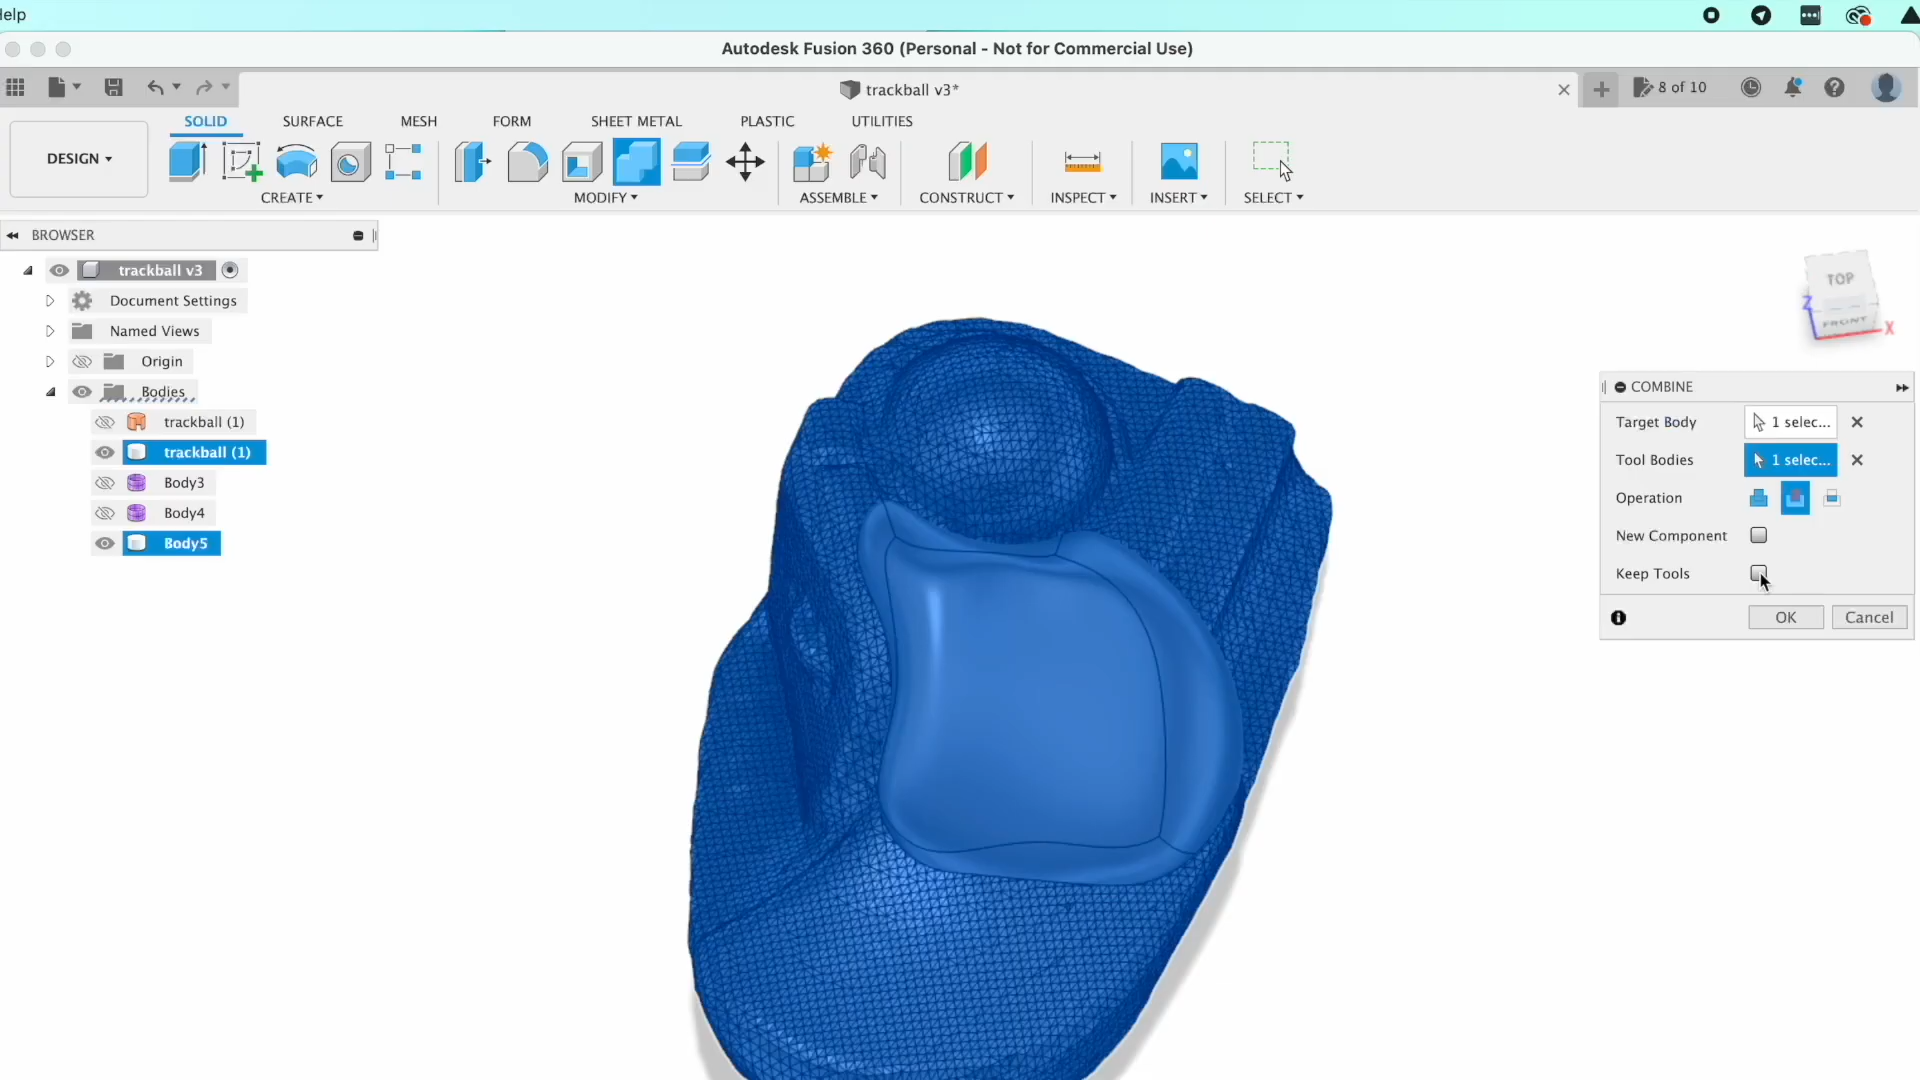 Help
Autodesk Fusion 360 (Personal - Not for Commercial Use)
trackball v3*
8 of 10
DESIGN
SOLID
SURFACE
MESH
FORM
SHEET METAL
PLASTIC
UTILITIES
CREATE
MODIFY
ASSEMBLE
CONSTRUCT
INSPECT
INSERT
SELECT
BROWSER
trackball v3
Document Settings
Named Views
Origin
Bodies
trackball (1)
trackball (1)
Body3
Body4
Body5
TOP
Z
FRONT
X
COMBINE
Target Body
1 selec...
Tool Bodies
1 selec...
Operation
New Component
Keep Tools
OK
Cancel